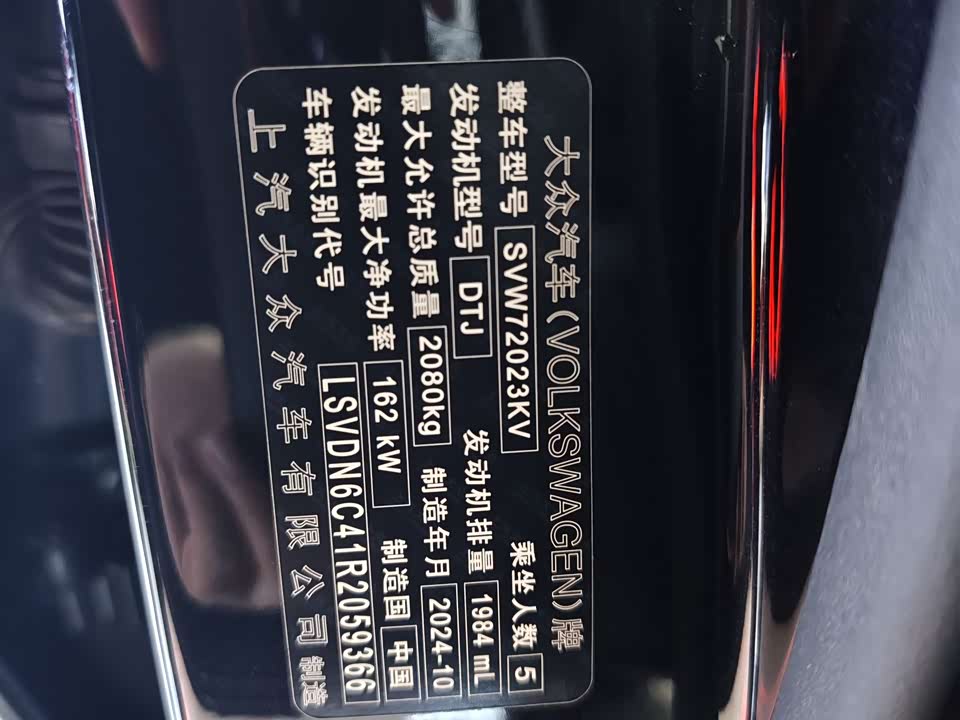 大众汽车(VOLKSWAGEN)牌
整车型号 SVW72023KV 乘坐人数 5
发动机型号 DTJ 发动机排量 1984 mL
最大允许总质量 2080kg 制造年月 2024-10
发动机最大净功率 162 kW 制造国 中国
车辆识别代号 LSVDN6C41R2059366
上汽大众汽车有限公司制造